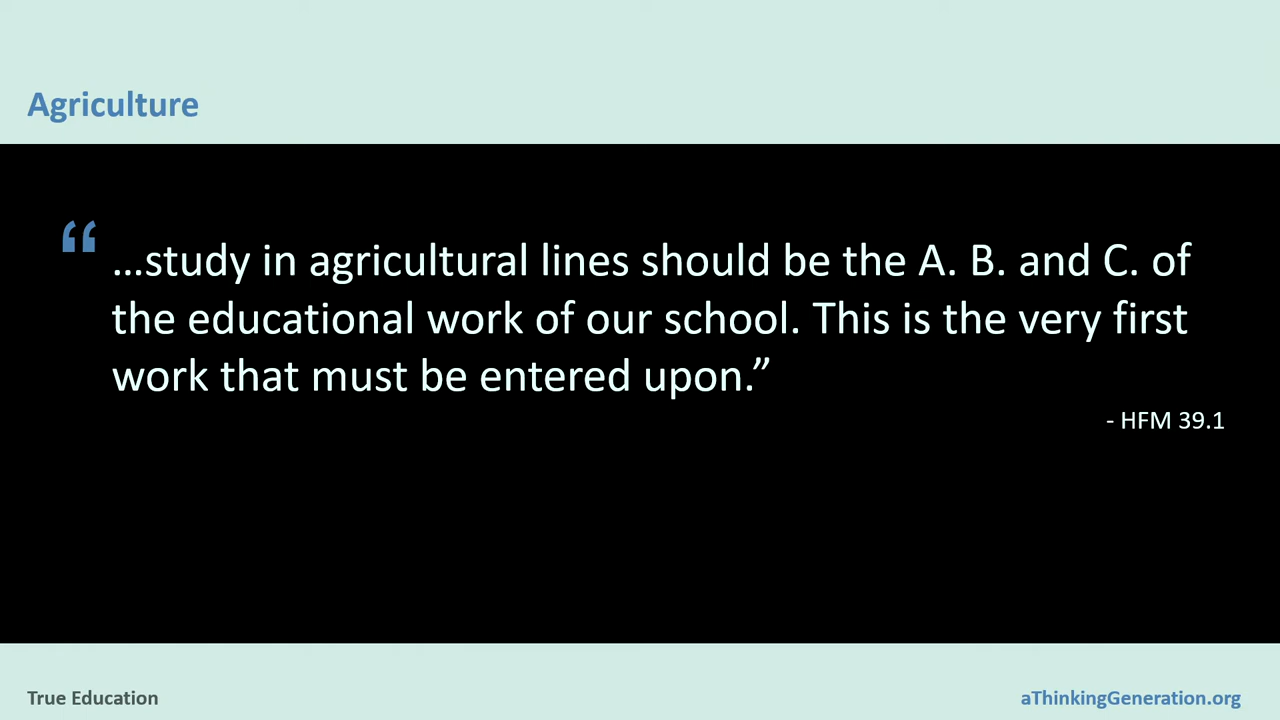 Agriculture
“
…study in agricultural lines should be the A. B. and C. of
the educational work of our school. This is the very first
work that must be entered upon.”
- HFM 39.1
True Education
aThinkingGeneration.org